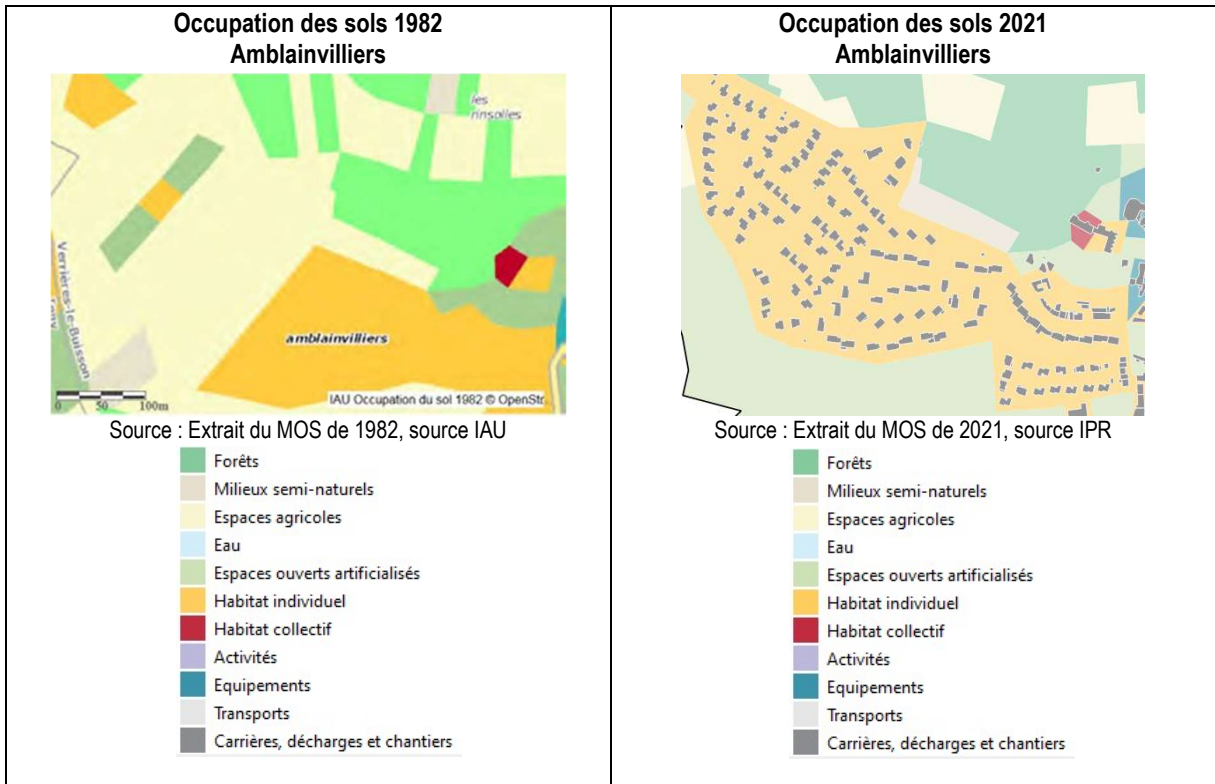 Occupation des sols 1982
Amblainvilliers
les
rinsolles
Verrières-le-Buisson
amblainvilliers
0 50 100m
IAU Occupation du sol 1982 © OpenStr
Source : Extrait du MOS de 1982, source IAU
Forêts
Milieux semi-naturels
Espaces agricoles
Eau
Espaces ouverts artificialisés
Habitat individuel
Habitat collectif
Activités
Equipements
Transports
Carrières, décharges et chantiers
Occupation des sols 2021
Amblainvilliers
Source : Extrait du MOS de 2021, source IPR
Forêts
Milieux semi-naturels
Espaces agricoles
Eau
Espaces ouverts artificialisés
Habitat individuel
Habitat collectif
Activités
Equipements
Transports
Carrières, décharges et chantiers